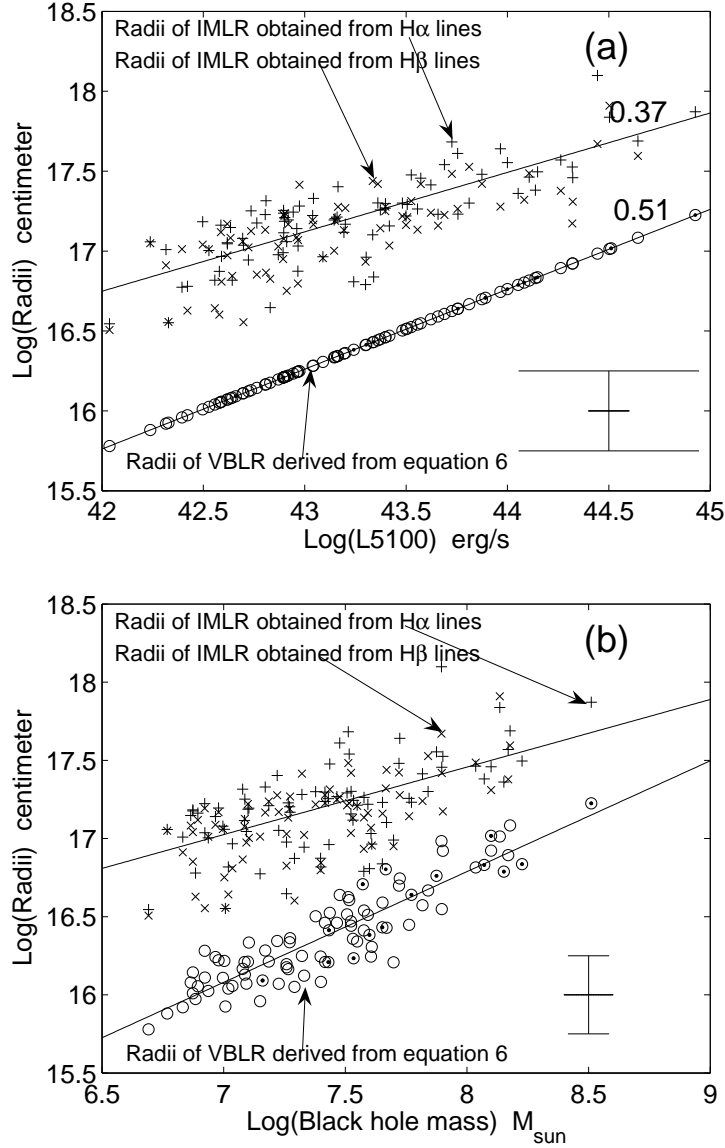 18.5
Radii of IMLR obtained from Hα lines
(a)
Radii of IMLR obtained from Hβ lines
18
0.37
17.5
0.51
17
16.5
16
Radii of VBLR derived from equation 6
15.5
Log(Radii) centimeter
42 42.5 43 43.5 44 44.5 45
Log(L5100) erg/s
18.5
Radii of IMLR obtained from Hα lines
(b)
Radii of IMLR obtained from Hβ lines
18
17.5
17
16.5
16
Radii of VBLR derived from equation 6
15.5
Log(Radii) centimeter
6.5 7 7.5 8 8.5 9
Log(Black hole mass) M_sun